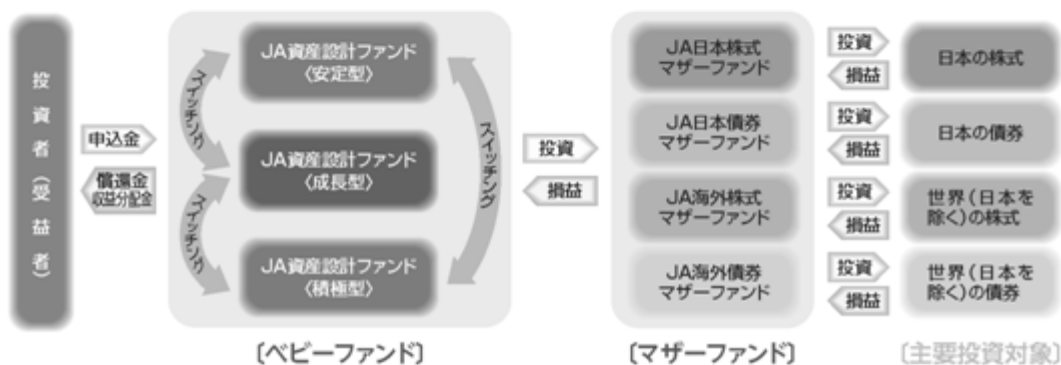 投資者(受益者)
申込金
償還金
収益分配金
JA資産設計ファンド
〈安定型〉
スイッチング
JA資産設計ファンド
〈成長型〉
スイッチング
JA資産設計ファンド
〈積極型〉
スイッチング
〔ベビーファンド〕
投資
損益
JA日本株式
マザーファンド
JA日本債券
マザーファンド
JA海外株式
マザーファンド
JA海外債券
マザーファンド
〔マザーファンド〕
投資
損益
日本の株式
投資
損益
日本の債券
投資
損益
世界(日本を
除く)の株式
投資
損益
世界(日本を
除く)の債券
〔主要投資対象〕